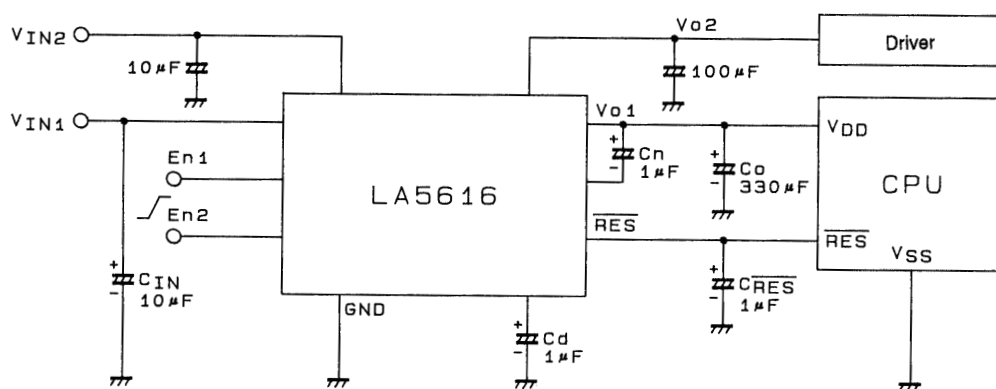 VIN2
10µF
Vo2
100µF
Driver
VIN1
Vo1
+
-
Cn
1µF
+
-
Co
330µF
VDD
CPU
En1
En2
LA5616
RES
RES
VSS
+
-
CIN
10µF
GND
+
-
Cd
1µF
+
-
CRES
1µF